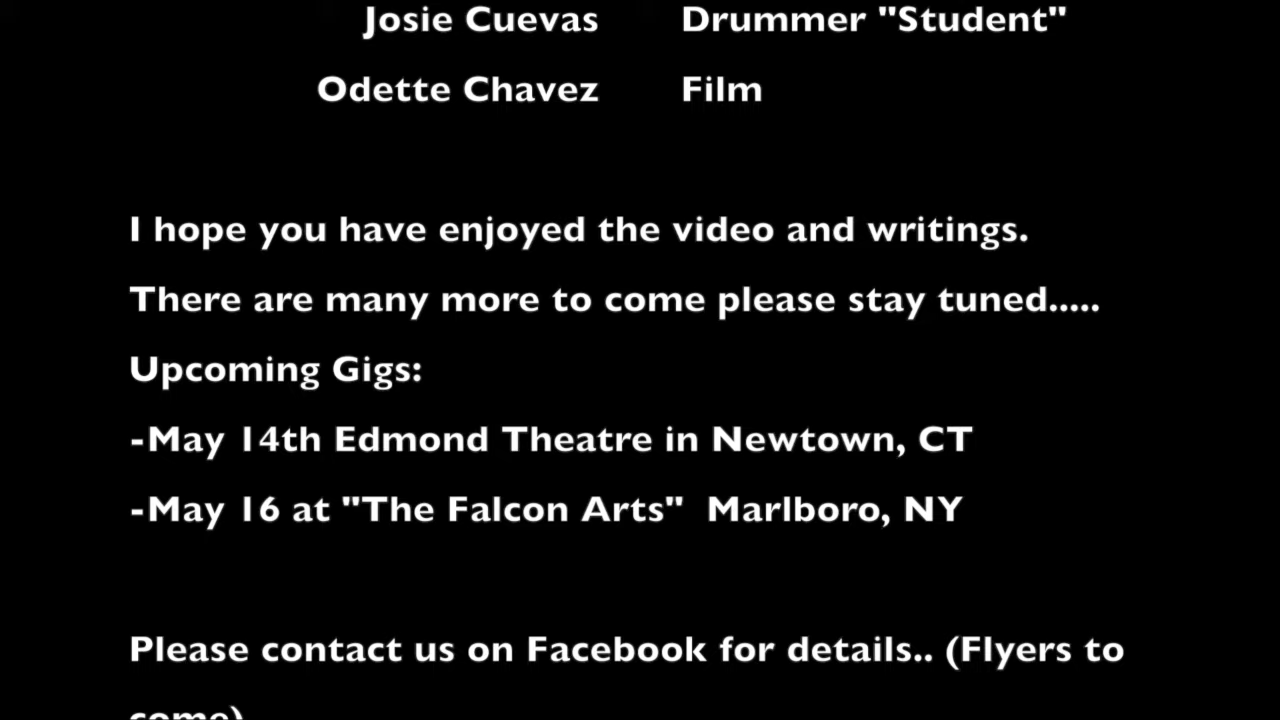 Josie Cuevas Drummer "Student"
Odette Chavez Film
I hope you have enjoyed the video and writings.
There are many more to come please stay tuned.....
Upcoming Gigs:
-May 14th Edmond Theatre in Newtown, CT
-May 16 at "The Falcon Arts"  Marlboro, NY
Please contact us on Facebook for details.. (Flyers to
come)